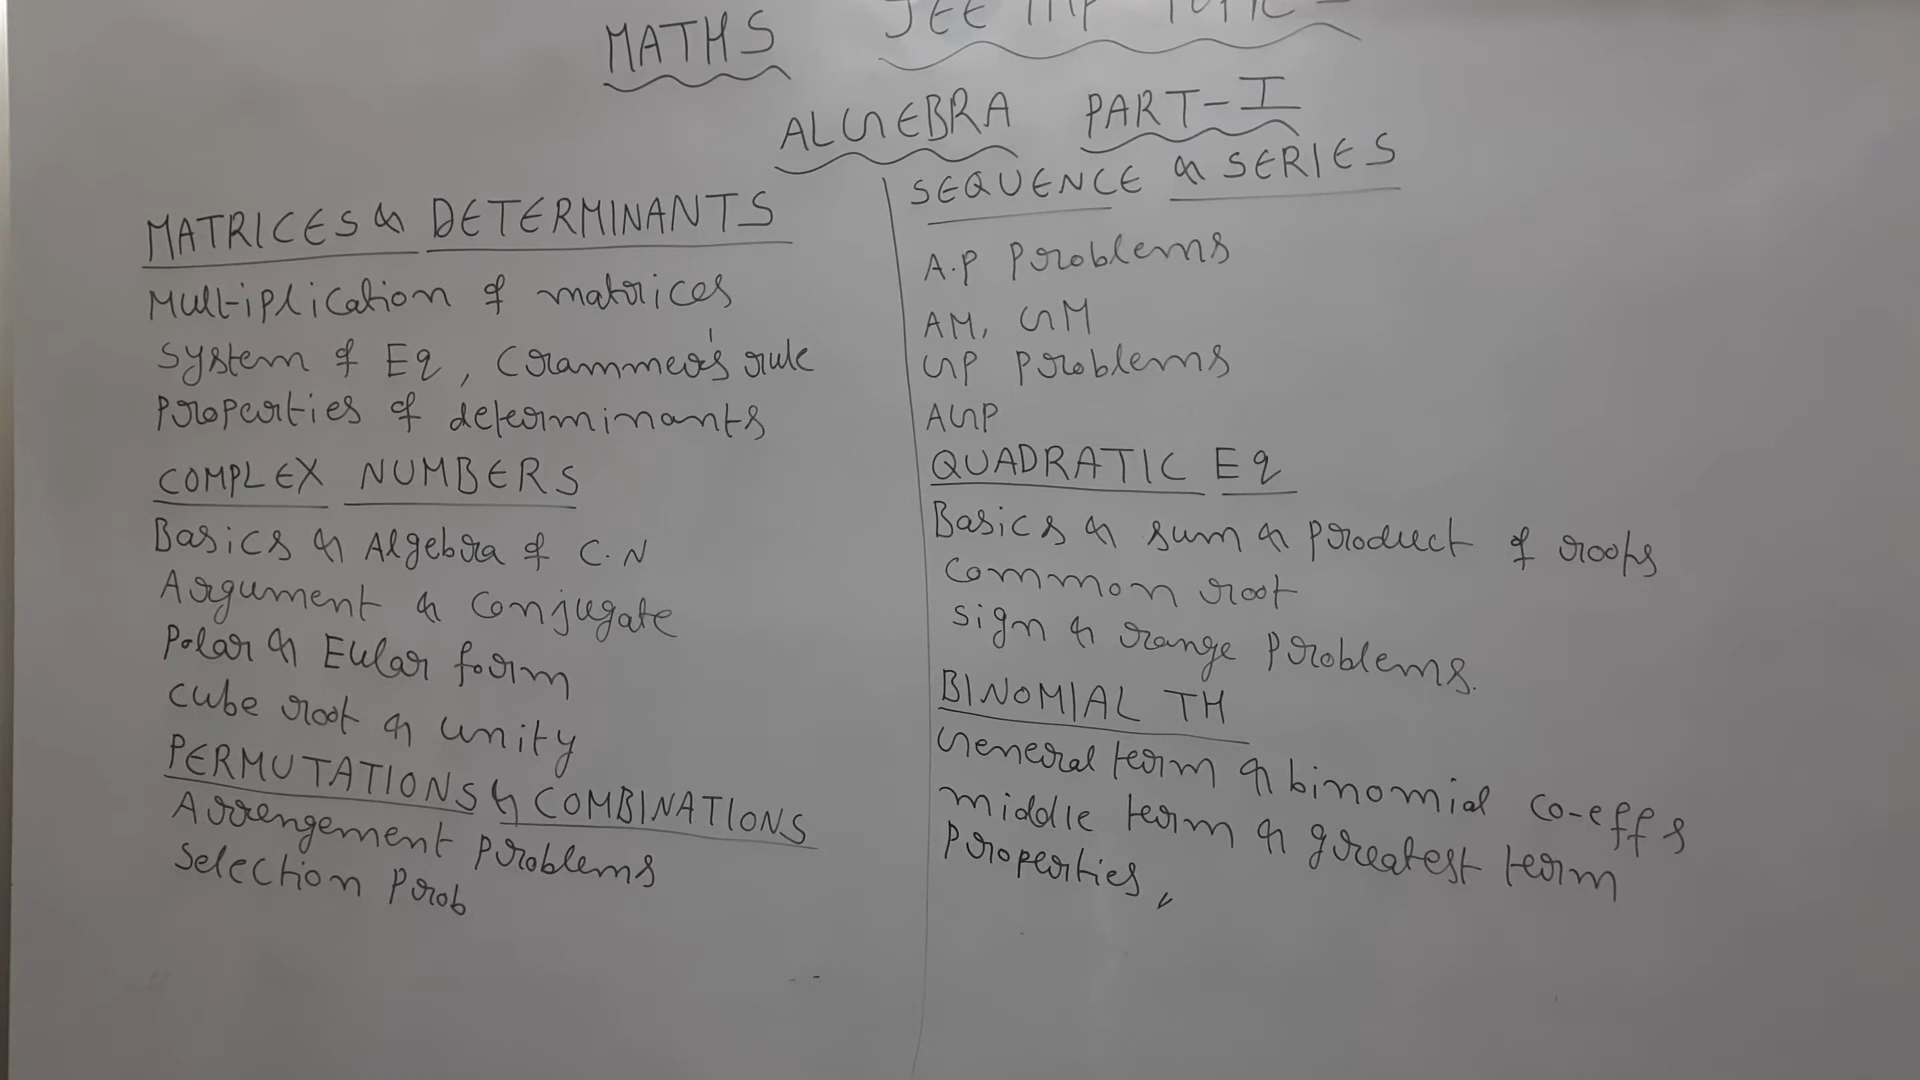 MATHS JEE IMP TOPIC
ALGEBRA PART-I
MATRICES & DETERMINANTS
Multiplication of matrices
System of Eq, Crammer's rule
Properties of determinants
COMPLEX NUMBERS
Basics & Algebra of C.N
Argument & conjugate
Polar & Eular form
cube root & unity
PERMUTATIONS & COMBINATIONS
Arrengement problems
Selection Prob
SEQUENCE & SERIES
A.P Problems
AM, GM
GP Problems
AGP
QUADRATIC Eq
Basics & sum & product of roots
Common root
Sign & range problems.
BINOMIAL TH
General term & binomial co-effs
middle term & greatest term
Properties,